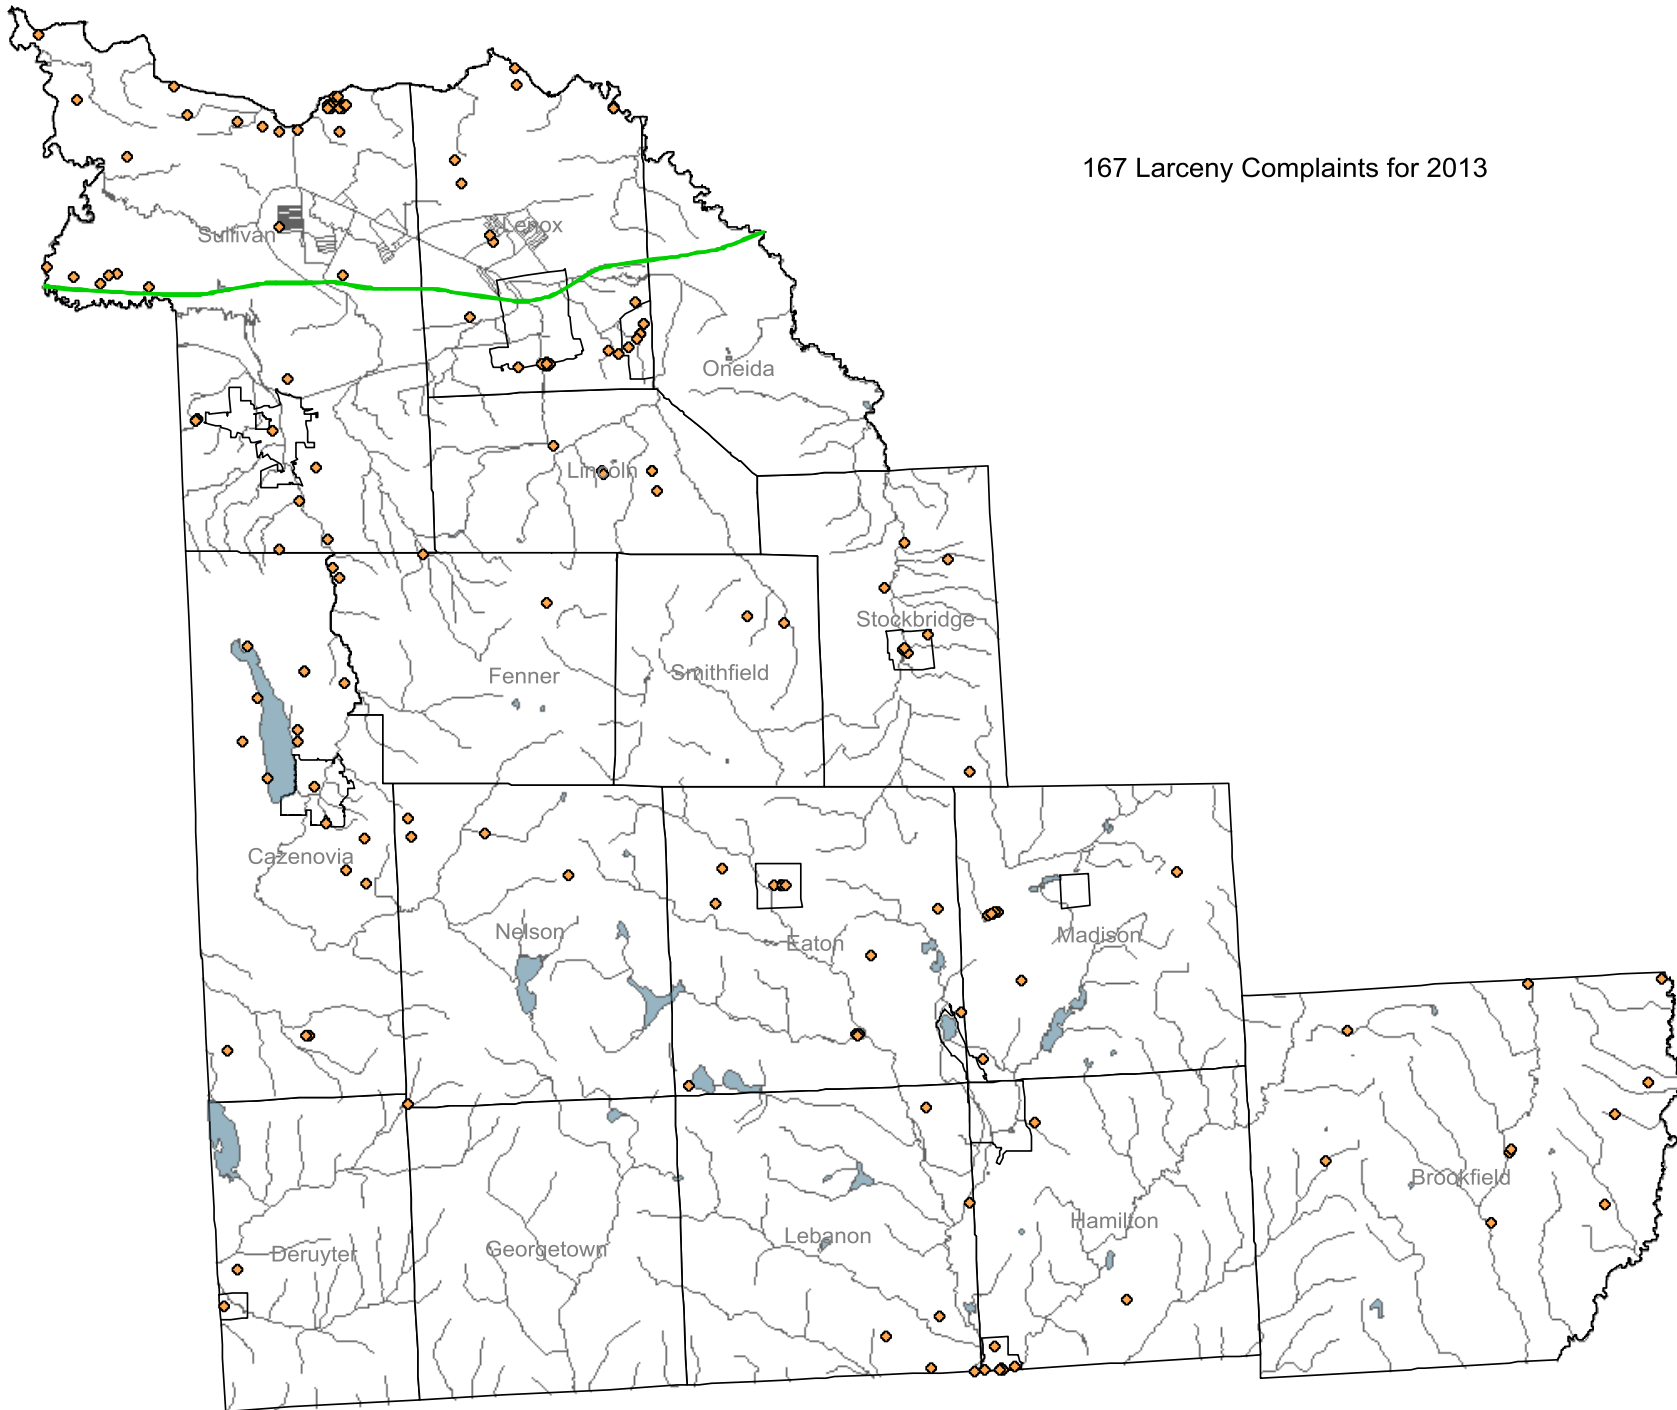 167 Larceny Complaints for 2013
Sullivan
Lenox
Oneida
Lincoln
Stockbridge
Fenner
Smithfield
Cazenovia
Nelson
Eaton
Madison
Brookfield
Hamilton
Lebanon
Georgetown
Deruyter